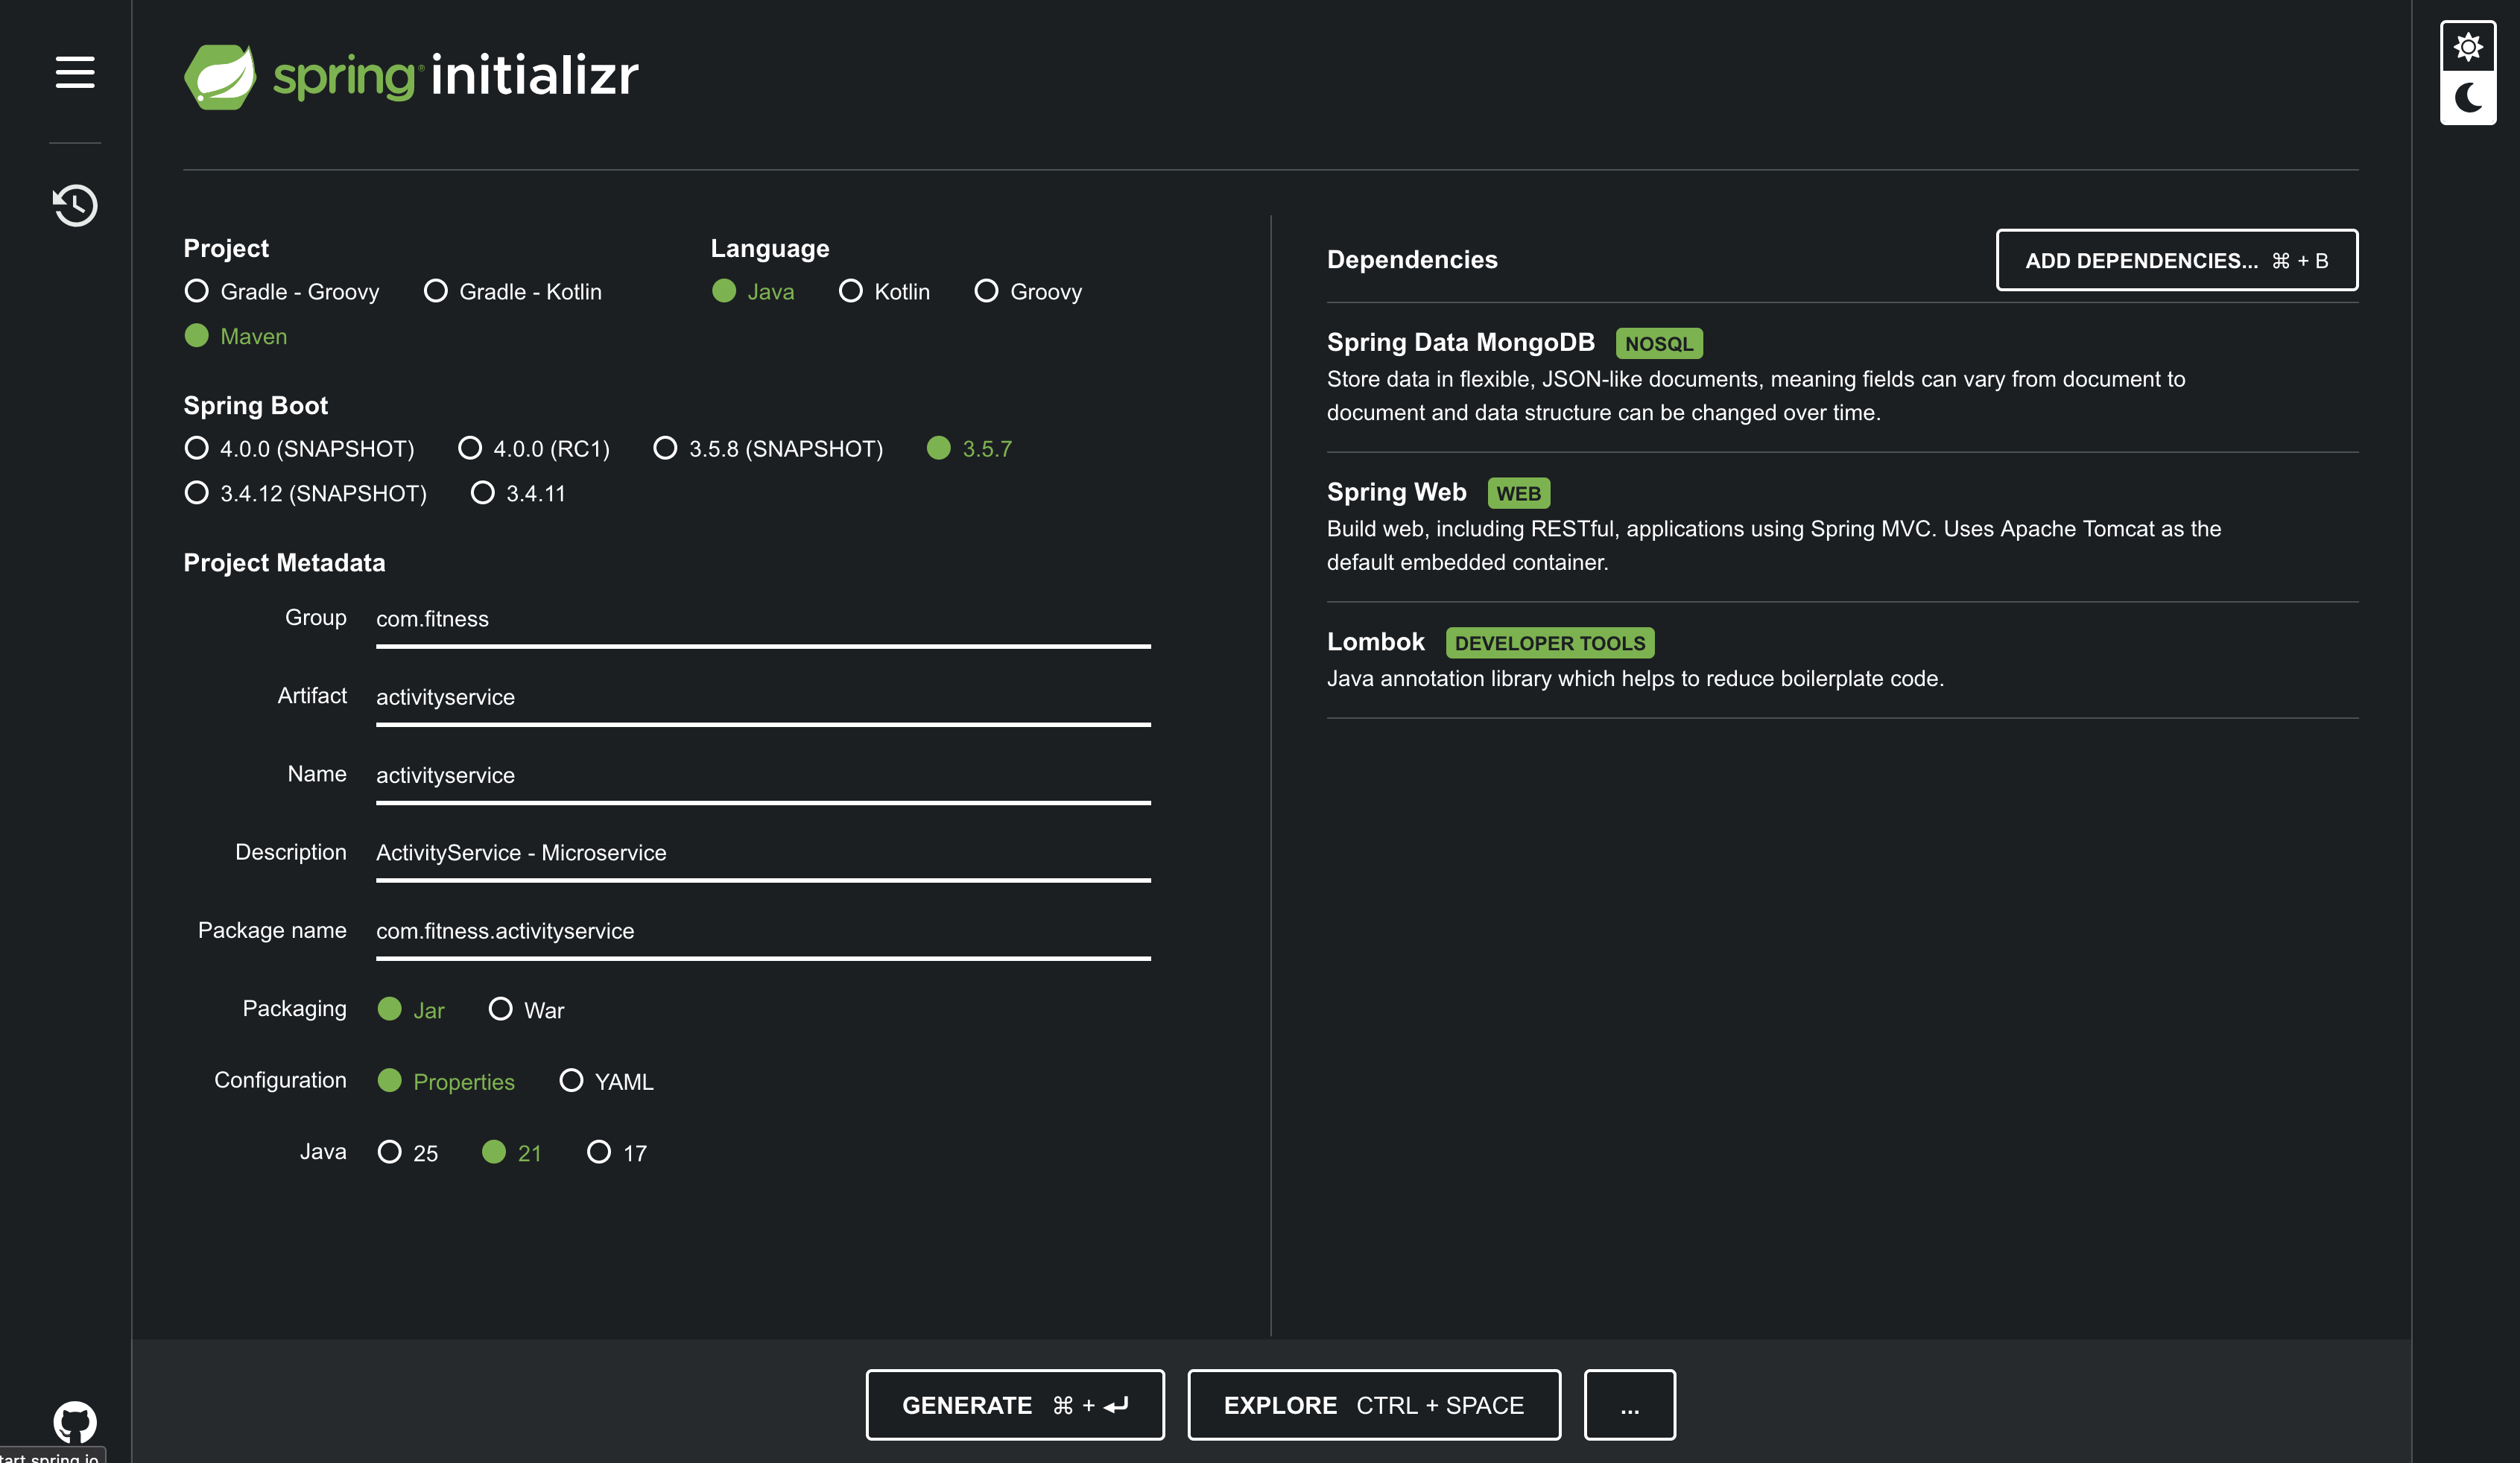 spring initializr
Project
Gradle - Groovy Gradle - Kotlin
Maven
Language
Java Kotlin Groovy
Spring Boot
4.0.0 (SNAPSHOT) 4.0.0 (RC1) 3.5.8 (SNAPSHOT) 3.5.7
3.4.12 (SNAPSHOT) 3.4.11
Project Metadata
Group com.fitness
Artifact activityservice
Name activityservice
Description ActivityService - Microservice
Package name com.fitness.activityservice
Packaging Jar War
Configuration Properties YAML
Java 25 21 17
Dependencies ADD DEPENDENCIES... ⌘ + B
Spring Data MongoDB NOSQL
Store data in flexible, JSON-like documents, meaning fields can vary from document to
document and data structure can be changed over time.
Spring Web WEB
Build web, including RESTful, applications using Spring MVC. Uses Apache Tomcat as the
default embedded container.
Lombok DEVELOPER TOOLS
Java annotation library which helps to reduce boilerplate code.
GENERATE ⌘ + ⏎ EXPLORE CTRL + SPACE ...